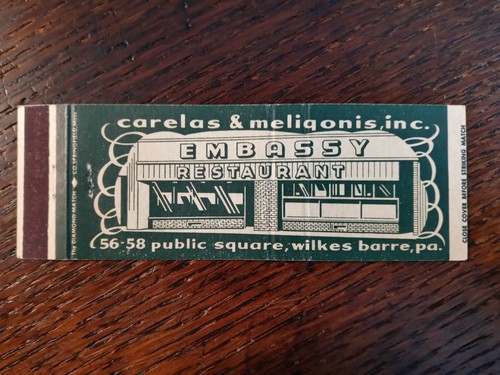 carelas & meligonis, inc.
EMBASSY
RESTAURANT
56-58 public square, wilkes barre, pa.
The DIAMOND MATCH CO. SPRINGFIELD, MASS.
CLOSE COVER BEFORE STRIKING MATCH